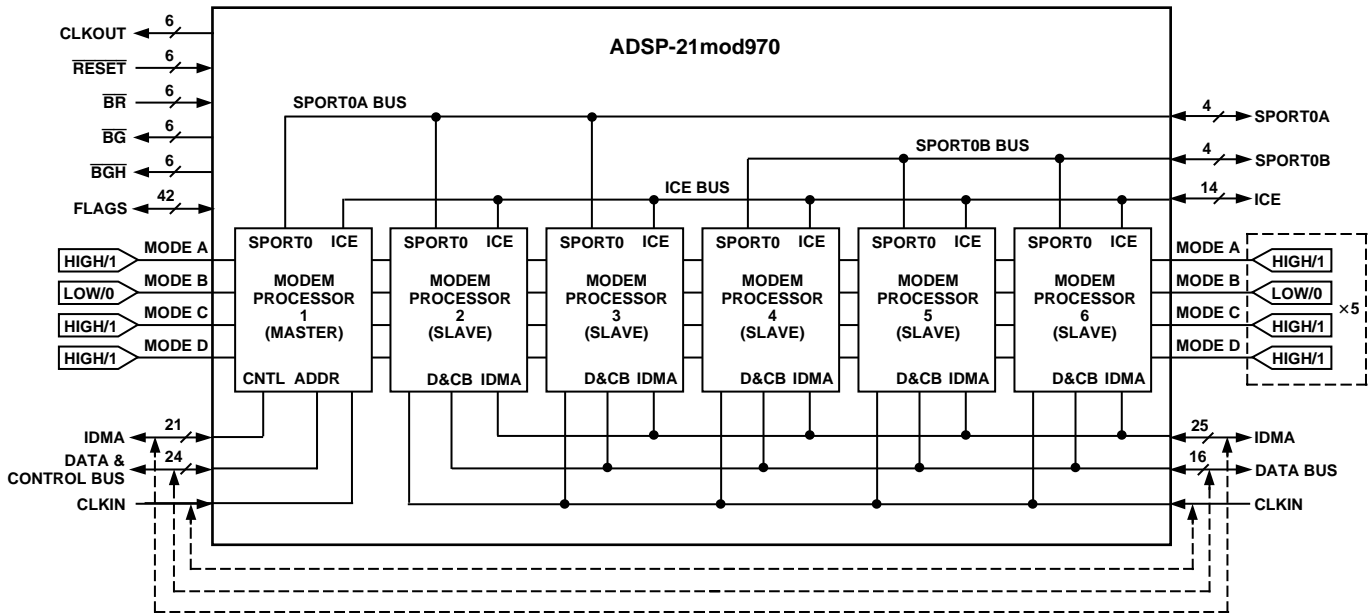 ADSP-21mod970
CLKOUT
6
RESET
6
BR
6
BG
6
BGH
6
FLAGS
42
SPORT0A BUS
4
SPORT0A
SPORT0B BUS
4
SPORT0B
ICE BUS
14
ICE
MODE A
HIGH/1
MODE B
LOW/0
MODE C
HIGH/1
MODE D
HIGH/1
SPORT0 ICE
MODEM
PROCESSOR
1
(MASTER)
CNTL ADDR
SPORT0 ICE
MODEM
PROCESSOR
2
(SLAVE)
D&CB IDMA
SPORT0 ICE
MODEM
PROCESSOR
3
(SLAVE)
D&CB IDMA
SPORT0 ICE
MODEM
PROCESSOR
4
(SLAVE)
D&CB IDMA
SPORT0 ICE
MODEM
PROCESSOR
5
(SLAVE)
D&CB IDMA
SPORT0 ICE
MODEM
PROCESSOR
6
(SLAVE)
D&CB IDMA
MODE A
HIGH/1
MODE B
LOW/0
MODE C
HIGH/1
MODE D
HIGH/1
×5
IDMA
21
DATA &
CONTROL BUS
24
CLKIN
25
IDMA
16
DATA BUS
CLKIN